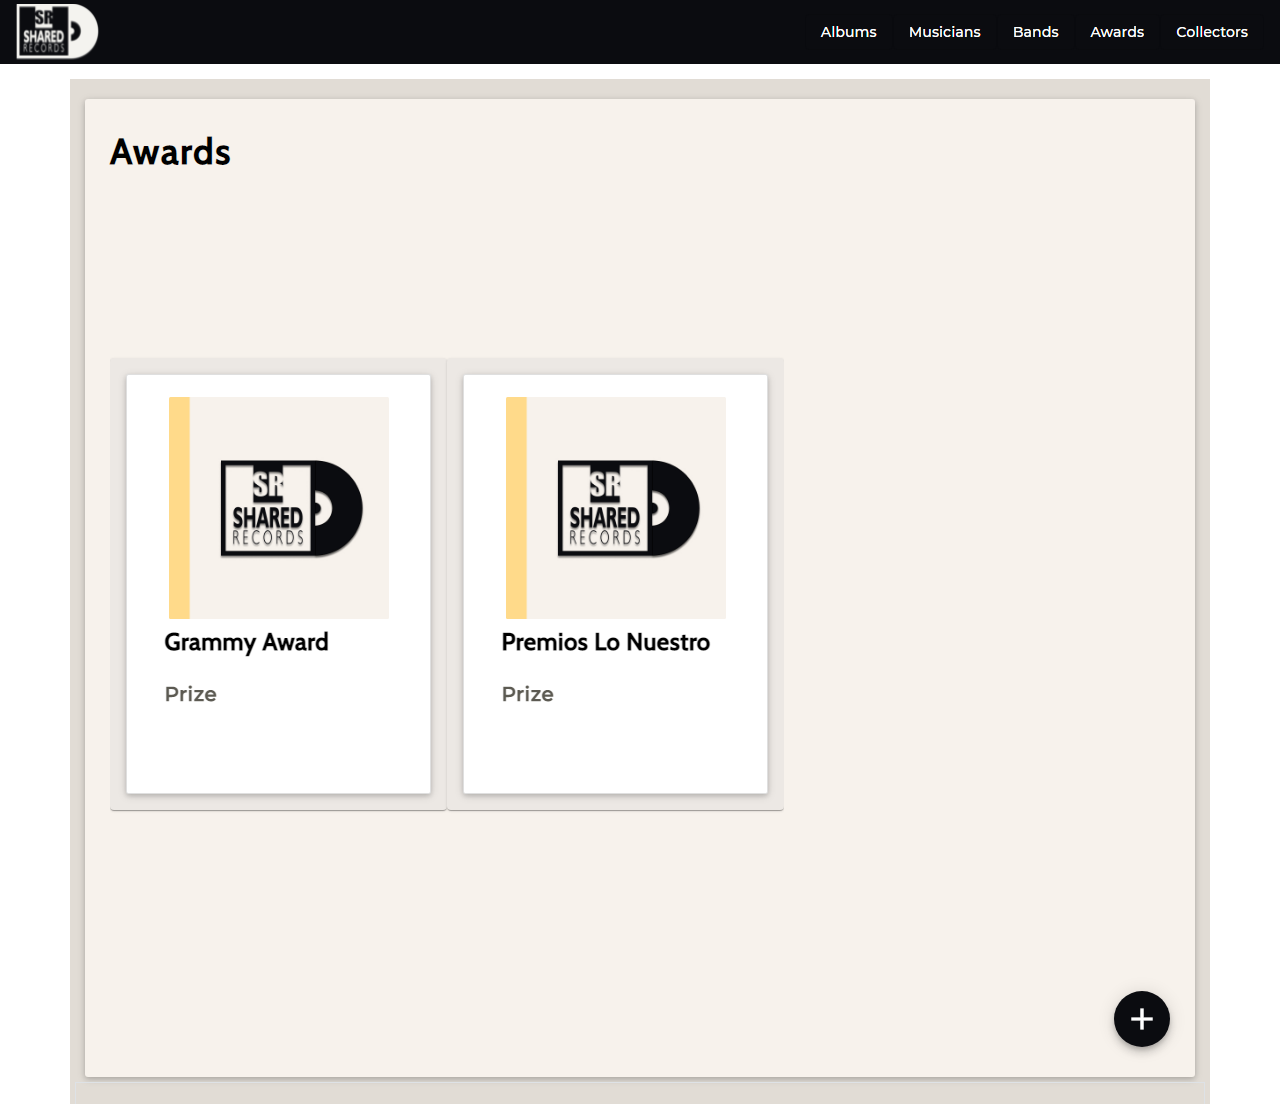 SR
SHARED
RECORDS
Albums
Musicians
Bands
Awards
Collectors
Awards
SR
SHARED
RECORDS
Grammy Award
Prize
SR
SHARED
RECORDS
Premios Lo Nuestro
Prize